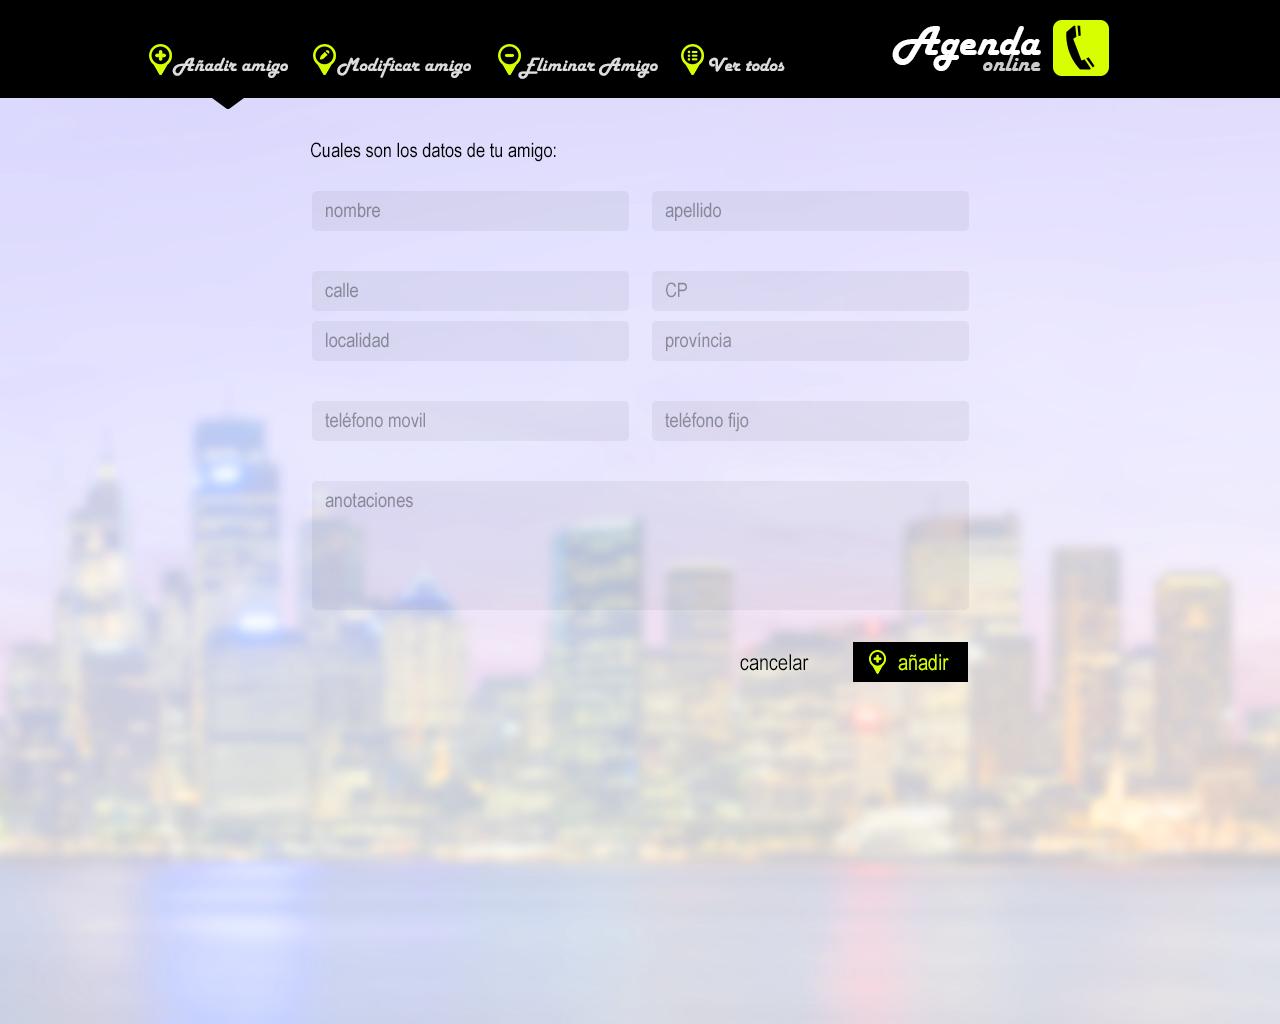 Añadir amigo
Modificar amigo
Eliminar Amigo
Ver todos
Agenda
online
Cuales son los datos de tu amigo:
nombre
apellido
calle
CP
localidad
província
teléfono movil
teléfono fijo
anotaciones
cancelar
añadir